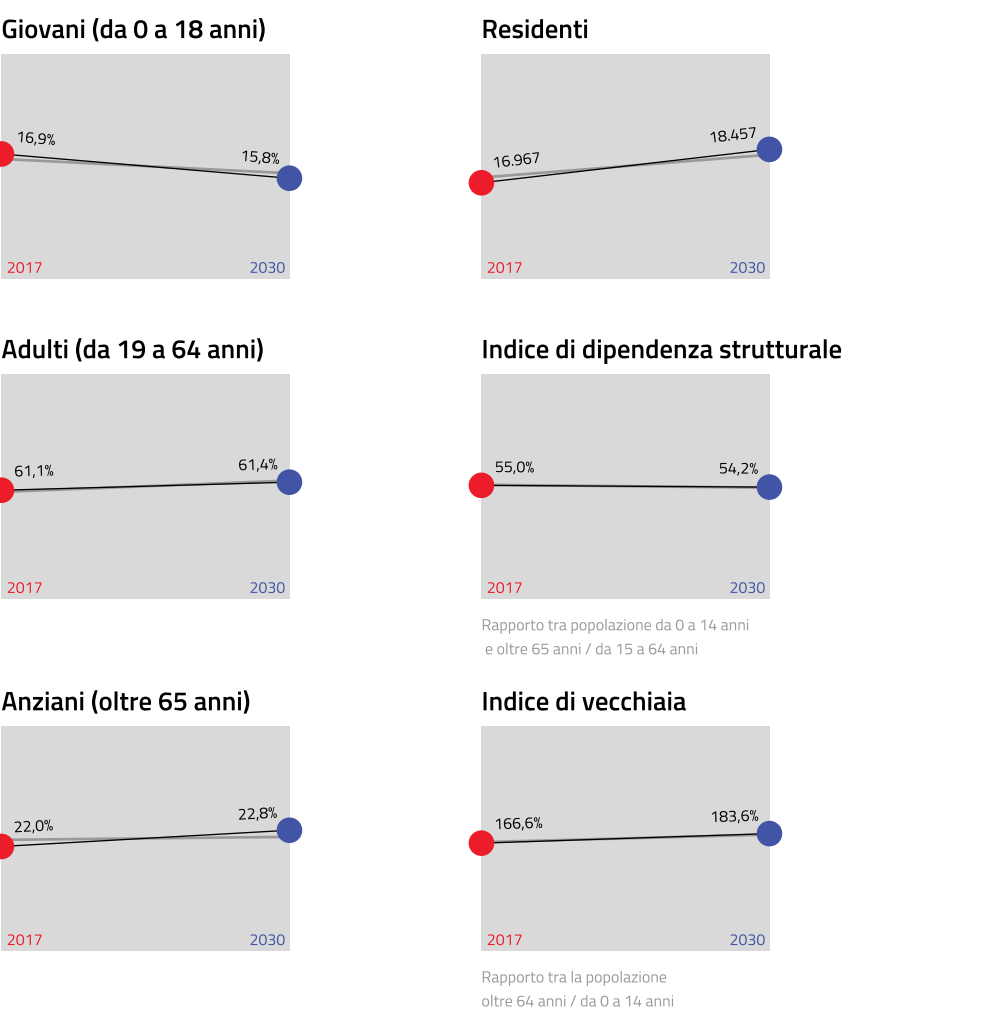 Giovani (da 0 a 18 anni)
16,9%
15,8%
2017
2030
Residenti
16.967
18.457
2017
2030
Adulti (da 19 a 64 anni)
61,1%
61,4%
2017
2030
Indice di dipendenza strutturale
55,0%
54,2%
2017
2030
Rapporto tra popolazione da 0 a 14 anni
e oltre 65 anni / da 15 a 64 anni
Anziani (oltre 65 anni)
22,0%
22,8%
2017
2030
Indice di vecchiaia
166,6%
183,6%
2017
2030
Rapporto tra la popolazione
oltre 64 anni / da 0 a 14 anni